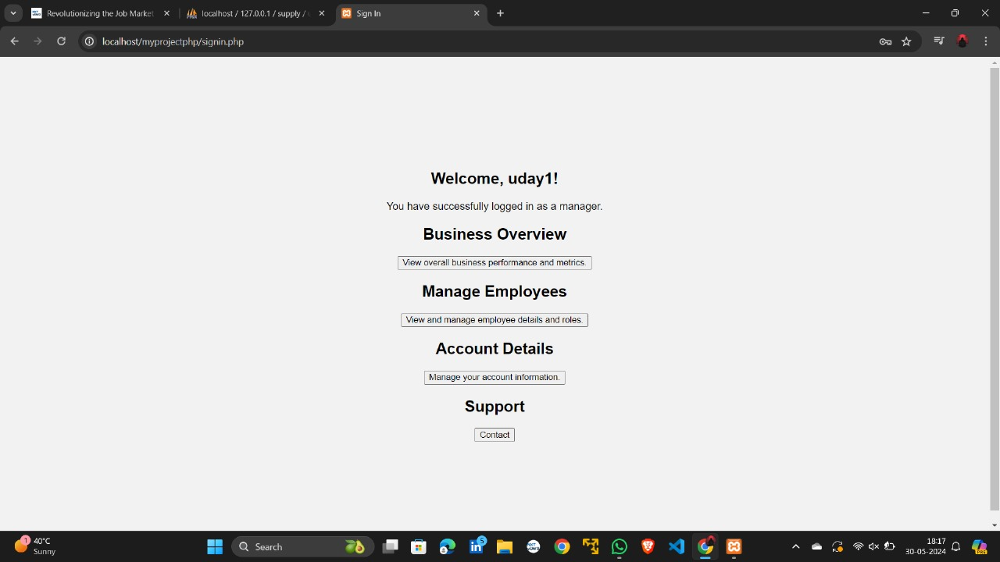 Revolutionizing the Job Market
localhost / 127.0.0.1 / supply /
Sign In
localhost/myprojectphp/signin.php
Welcome, uday1!
You have successfully logged in as a manager.
Business Overview
View overall business performance and metrics.
Manage Employees
View and manage employee details and roles.
Account Details
Manage your account information.
Support
Contact
1
40°C
Sunny
Search
5
18:17
30-05-2024
PRE